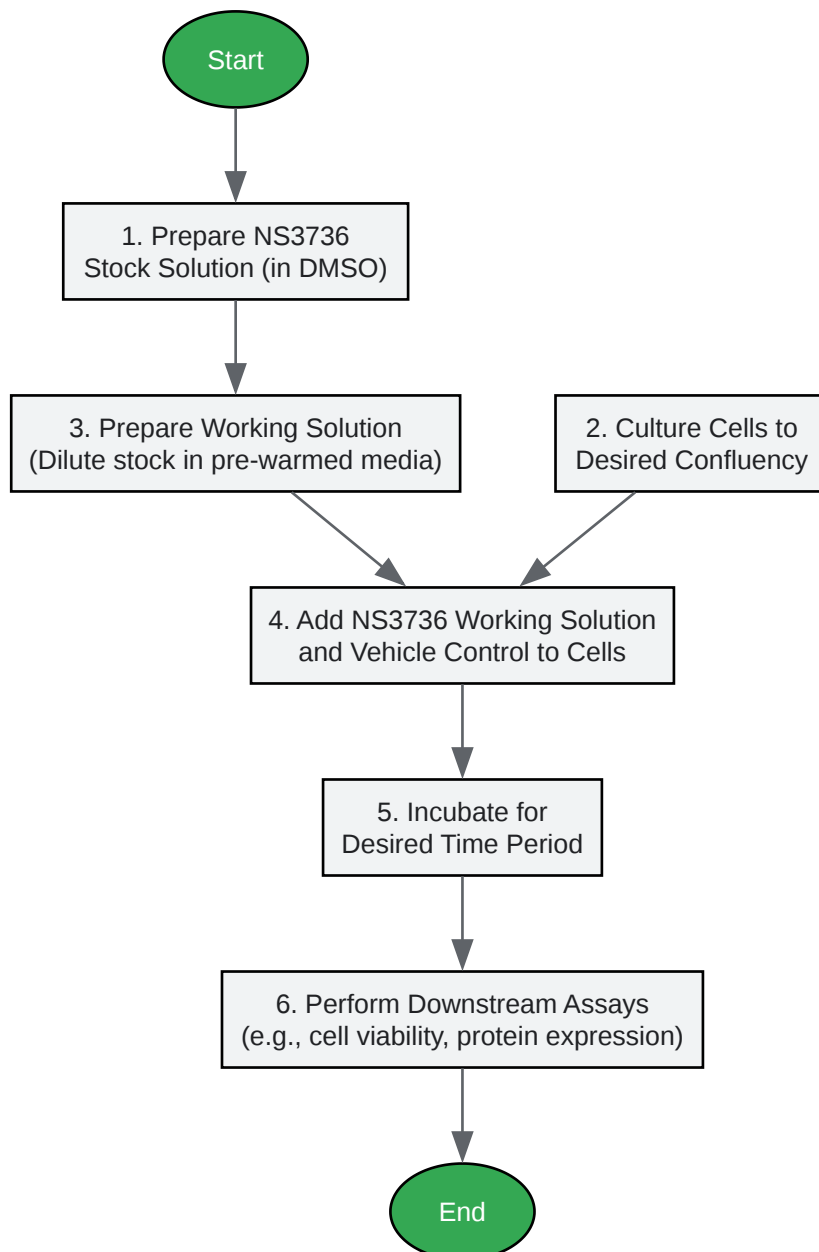 Start
1. Prepare NS3736
Stock Solution (in DMSO)
3. Prepare Working Solution
(Dilute stock in pre-warmed media)
2. Culture Cells to
Desired Confluency
4. Add NS3736 Working Solution
and Vehicle Control to Cells
5. Incubate for
Desired Time Period
6. Perform Downstream Assays
(e.g., cell viability, protein expression)
End